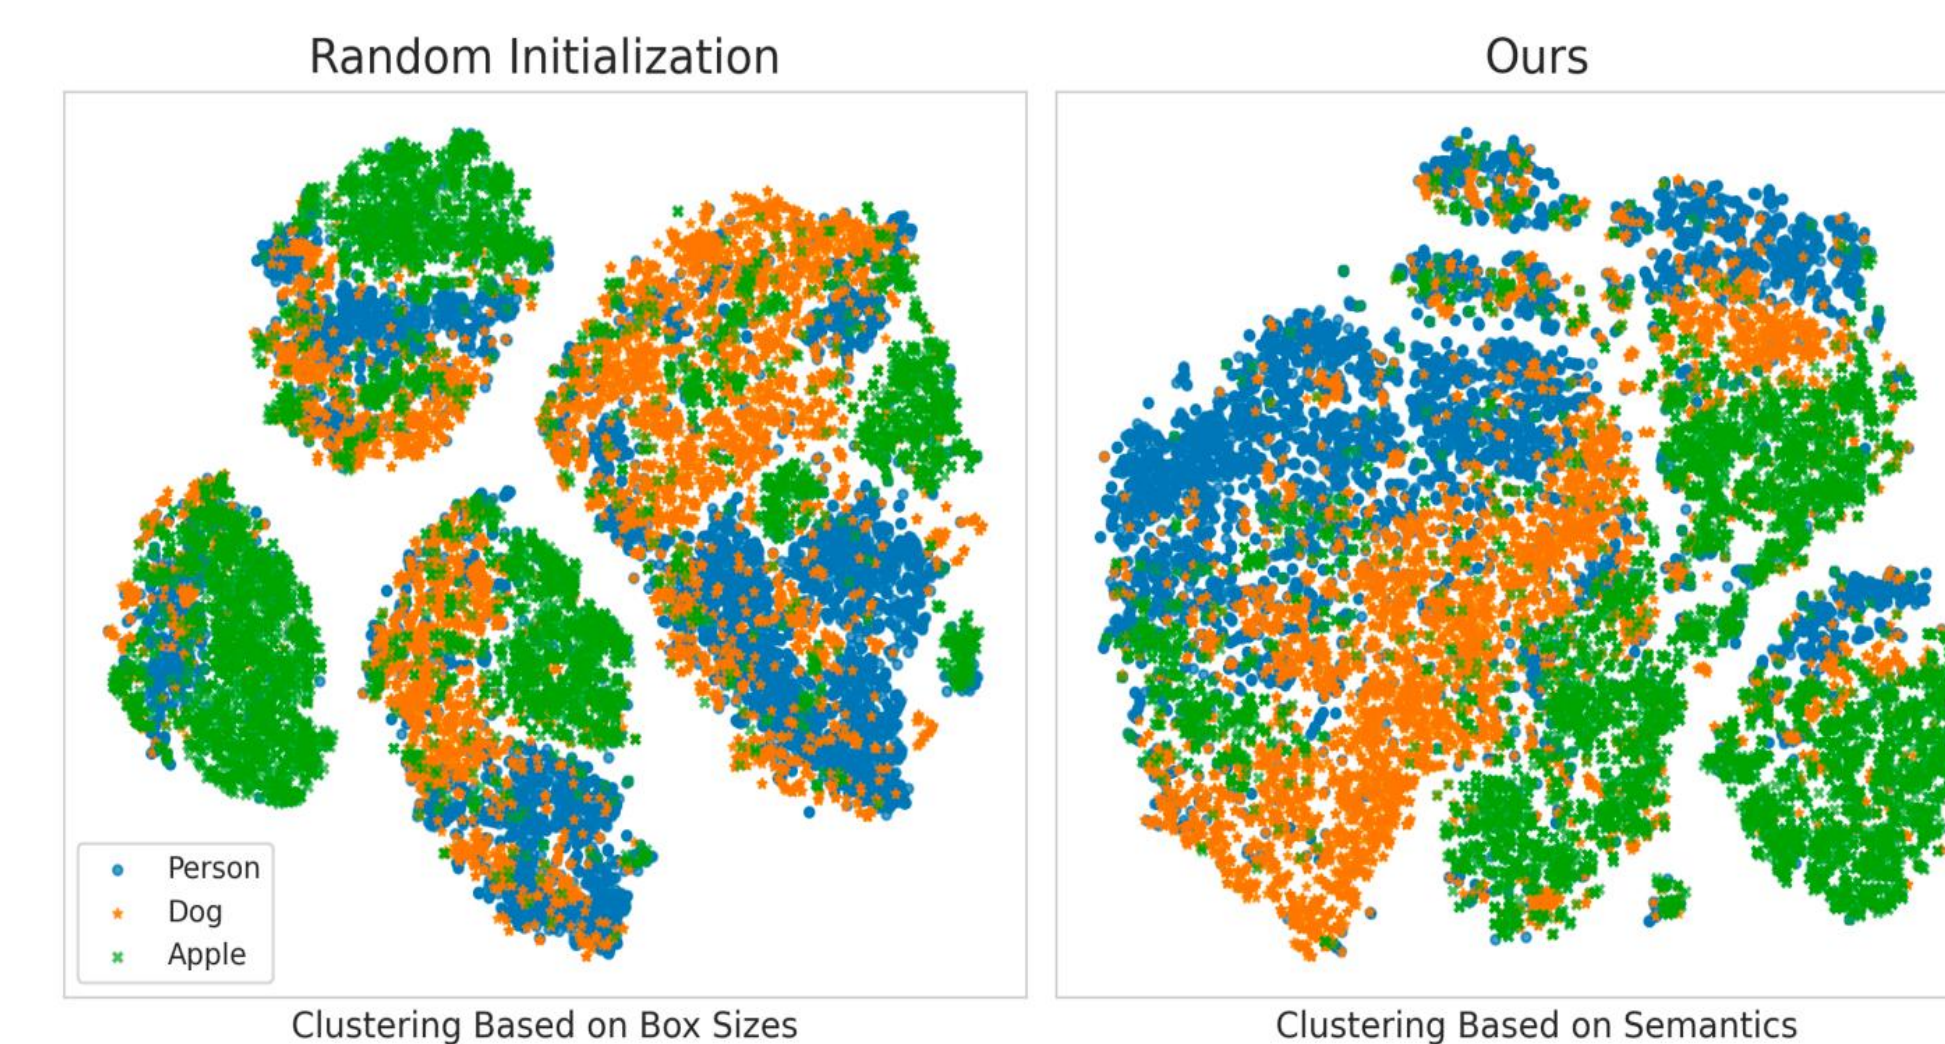 Random Initialization
Ours
Person
Dog
Apple
Clustering Based on Box Sizes
Clustering Based on Semantics